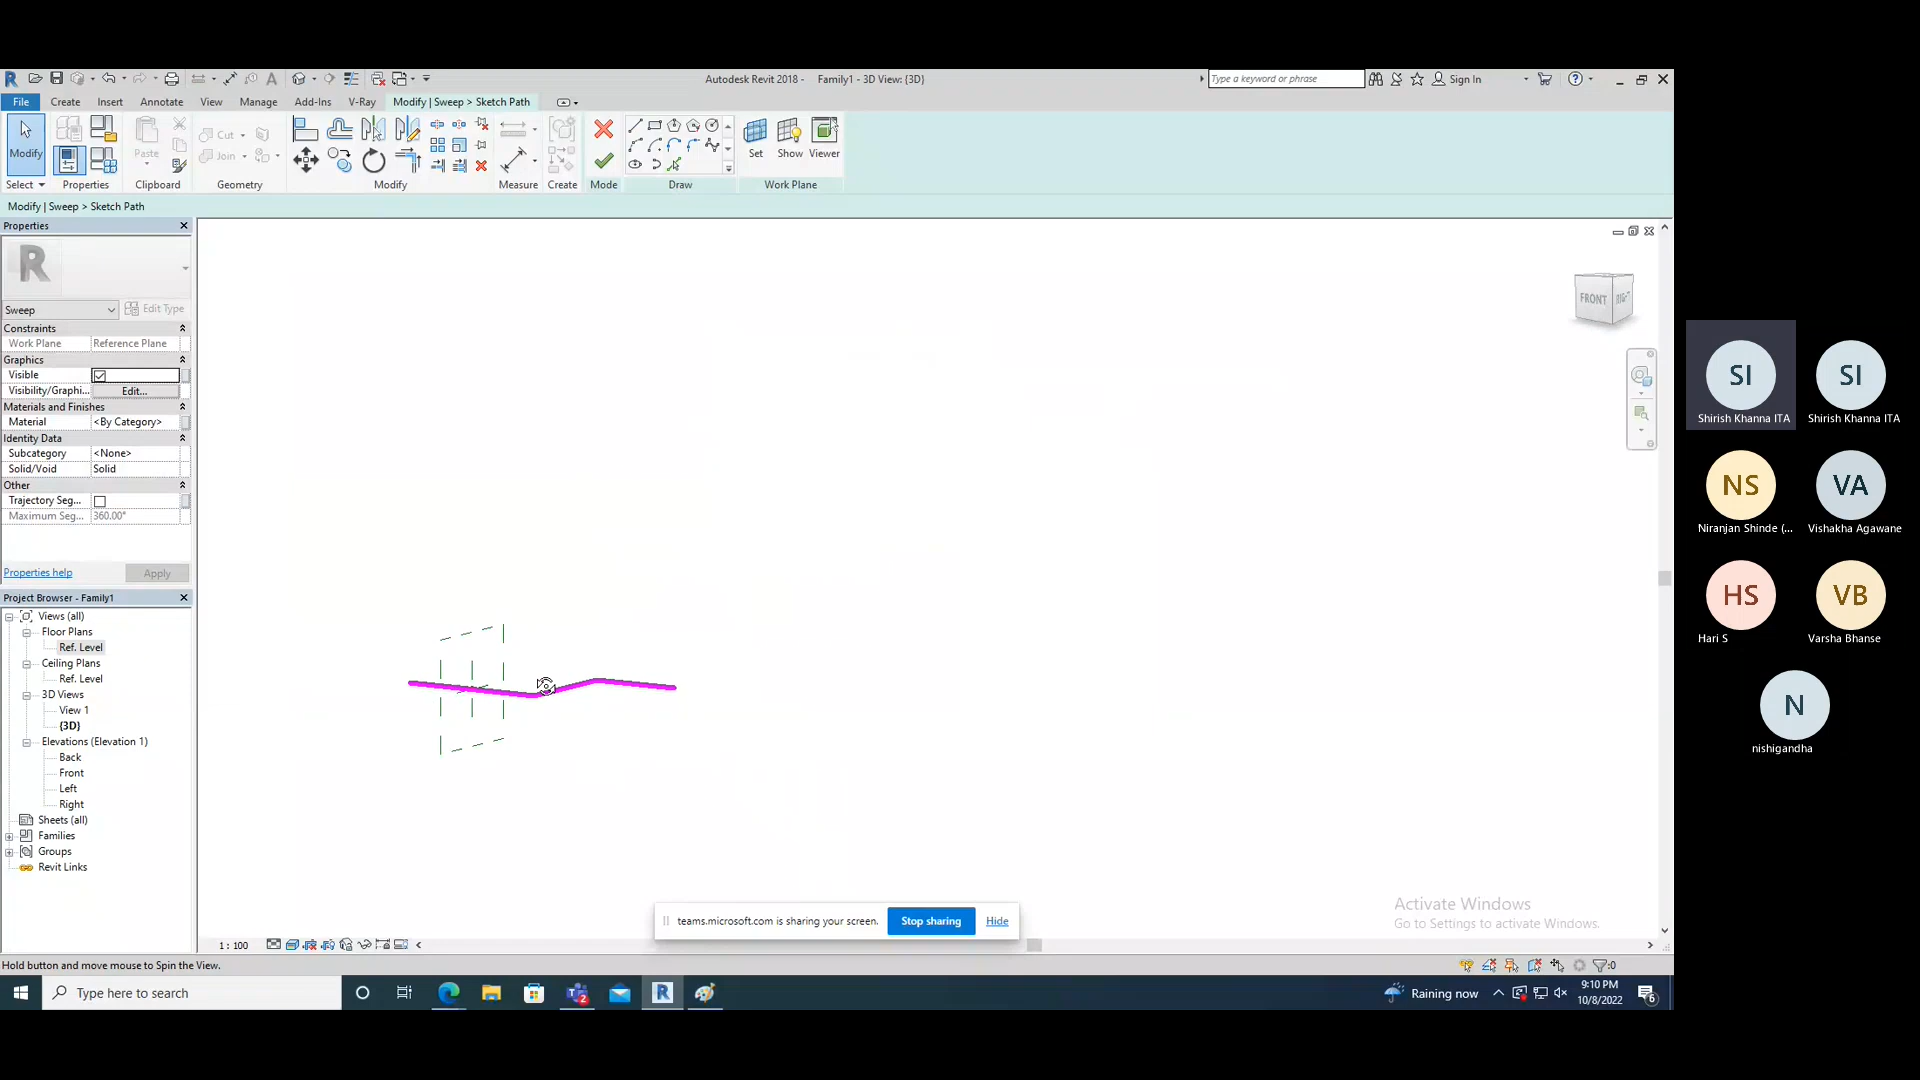 Autodesk Revit 2018 - Family1 - 3D View: {3D}
Type a keyword or phrase
Sign In
File Create Insert Annotate View Manage Add-Ins V-Ray Modify | Sweep > Sketch Path
Modify Paste Cut Join Set Show Viewer
Select Properties Clipboard Geometry Modify Measure Create Mode Draw Work Plane
Modify | Sweep > Sketch Path
Properties
R
Sweep Edit Type
Constraints
Work Plane Reference Plane
Graphics
Visible
Visibility/Graphi... Edit...
Materials and Finishes
Material <By Category>
Identity Data
Subcategory <None>
Solid/Void Solid
Other
Trajectory Seg...
Maximum Seg... 360.00°
Properties help Apply
Project Browser - Family1
Views (all)
Floor Plans
Ref. Level
Ceiling Plans
Ref. Level
3D Views
View 1
{3D}
Elevations (Elevation 1)
Back
Front
Left
Right
Sheets (all)
Families
Groups
Revit Links
FRONT RIGHT
teams.microsoft.com is sharing your screen. Stop sharing Hide
Activate Windows
Go to Settings to activate Windows.
1 : 100
Hold button and move mouse to Spin the View.
:0
Type here to search
2
R
Raining now
9:10 PM
10/8/2022
6
SI
Shirish Khanna ITA
SI
Shirish Khanna ITA
NS
Niranjan Shinde (...
VA
Vishakha Agawane
HS
Hari S
VB
Varsha Bhanse
N
nishigandha